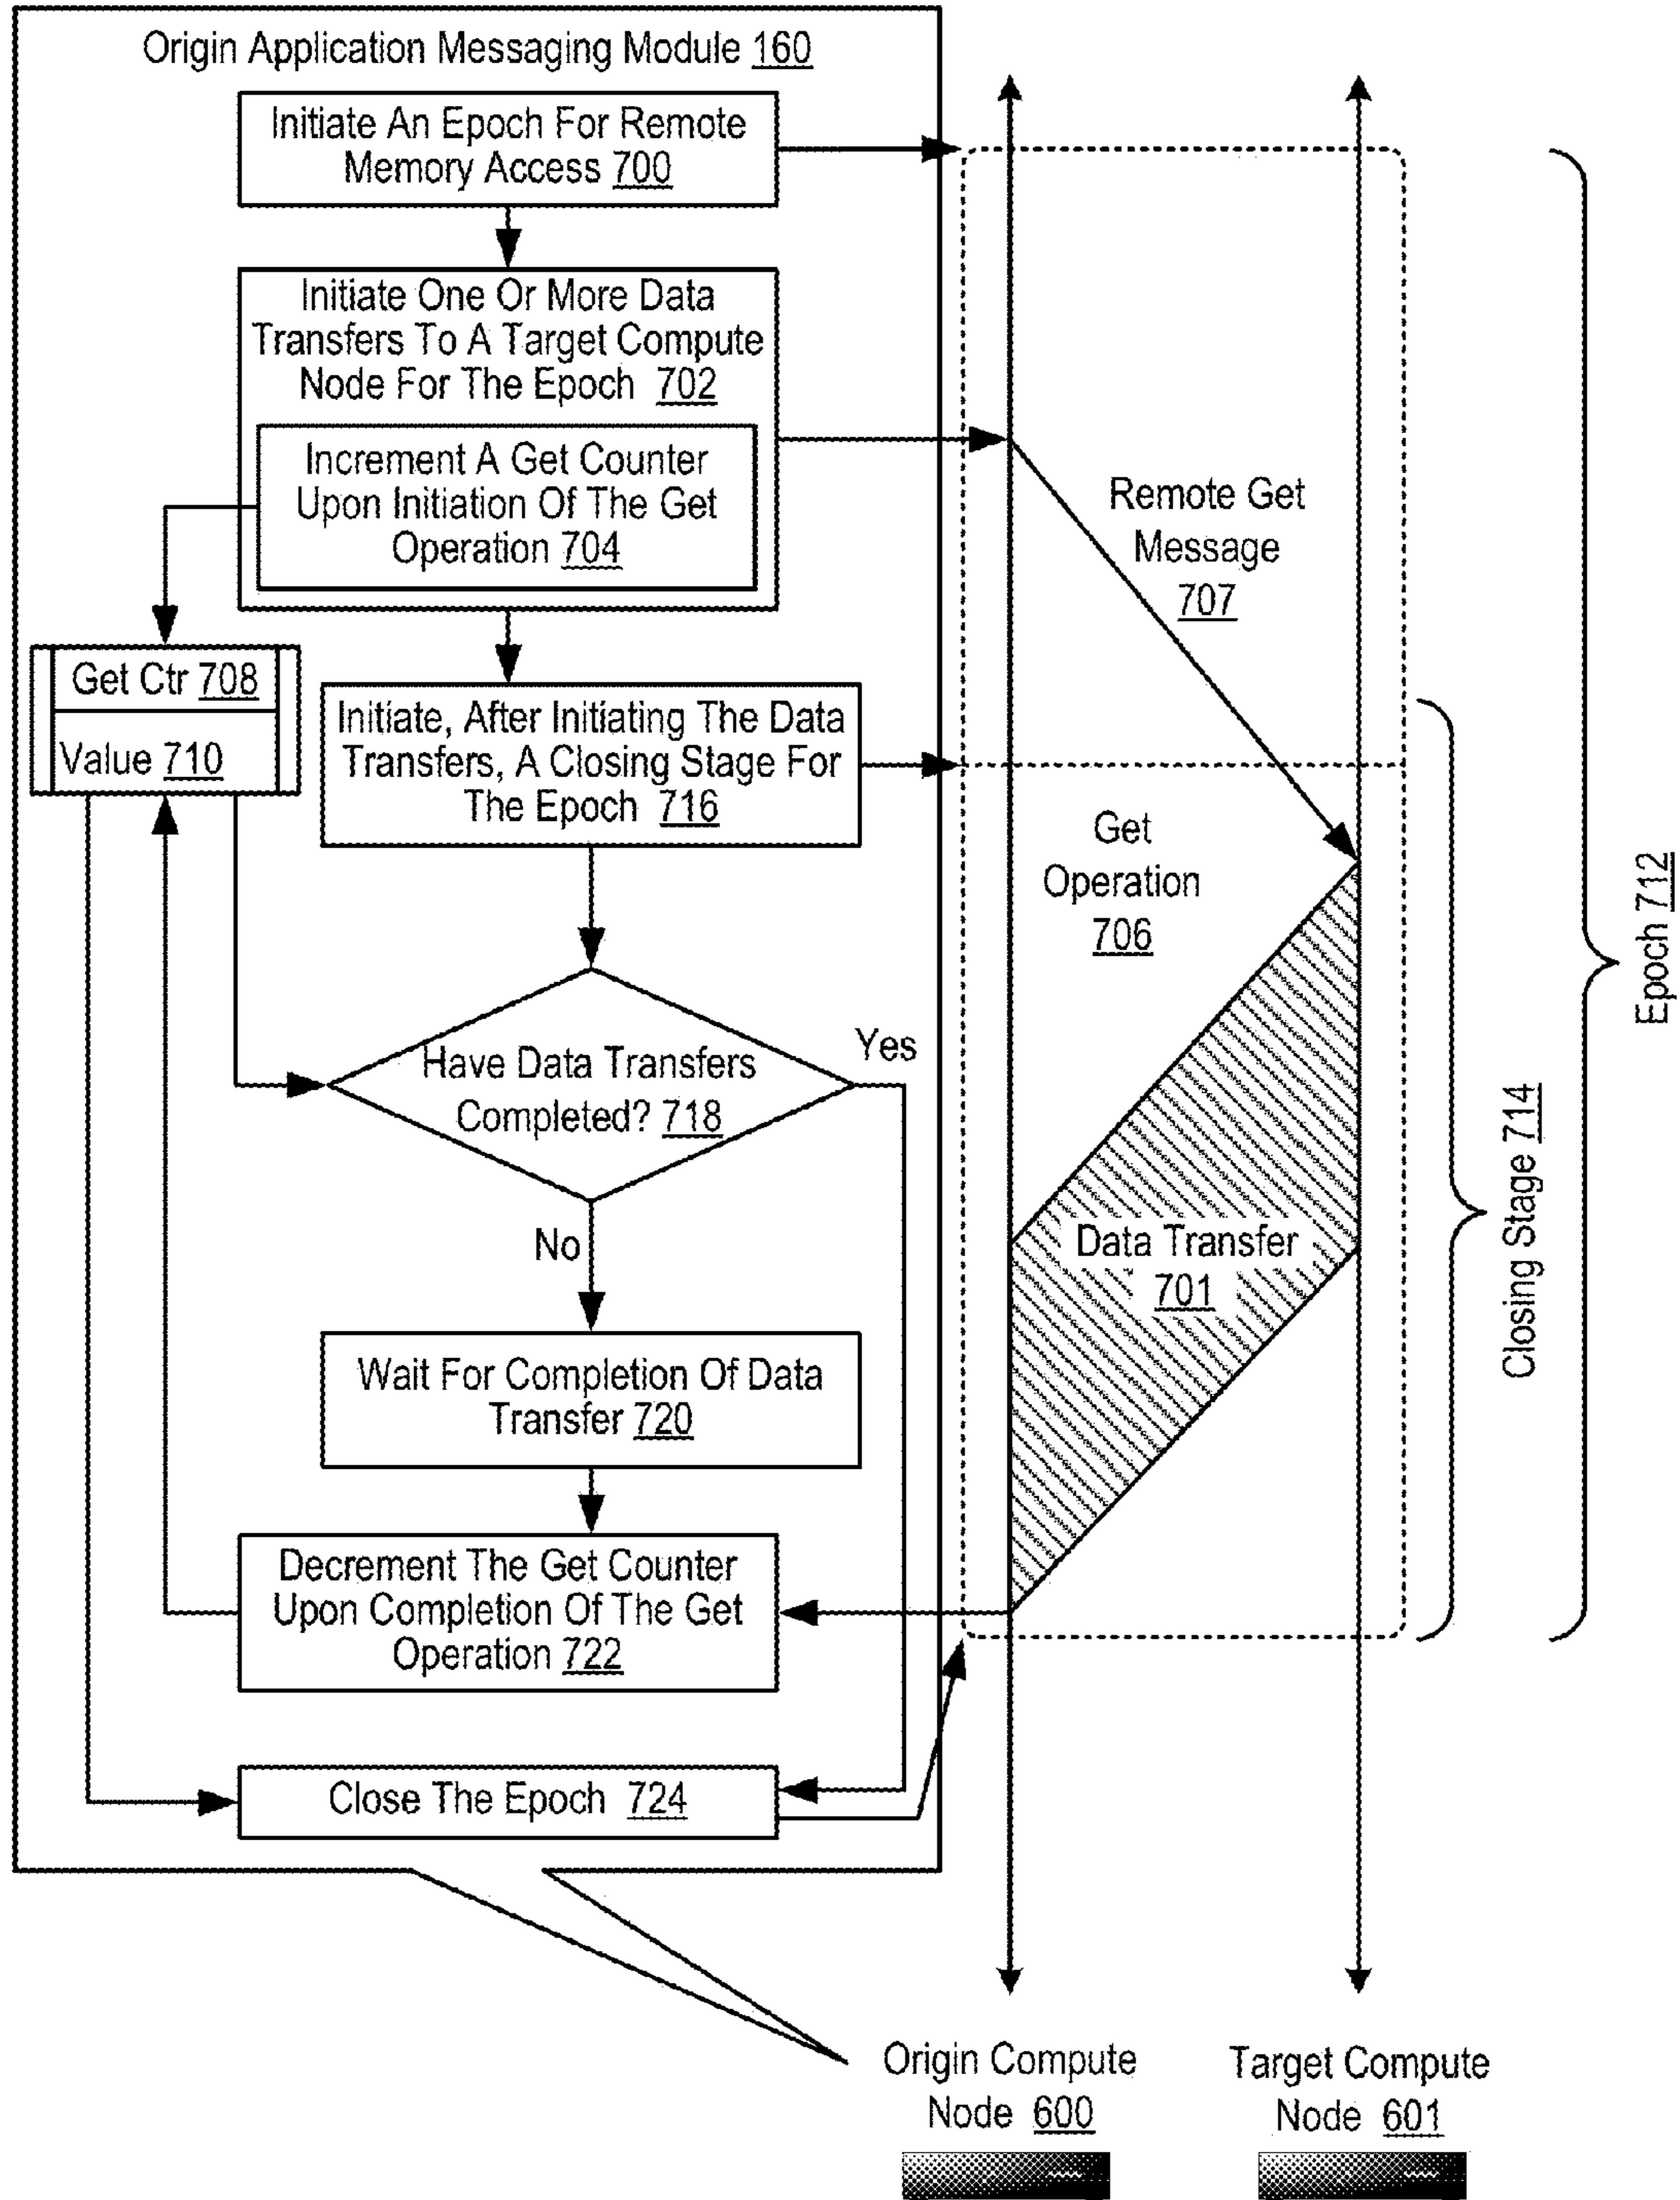 Origin Application Messaging Module 160
Initiate An Epoch For Remote
Memory Access 700
Initiate One Or More Data
Transfers To A Target Compute
Node For The Epoch 702
Increment A Get Counter
Upon Initiation Of The Get
Operation 704
Remote Get
Message
707
Get Ctr 708
Value 710
Initiate, After Initiating The Data
Transfers, A Closing Stage For
The Epoch 716
Get
Operation
706
Epoch 712
Have Data Transfers
Completed? 718
Yes
No
Data Transfer
701
Closing Stage 714
Wait For Completion Of Data
Transfer 720
Decrement The Get Counter
Upon Completion Of The Get
Operation 722
Close The Epoch 724
Origin Compute
Node 600
Target Compute
Node 601